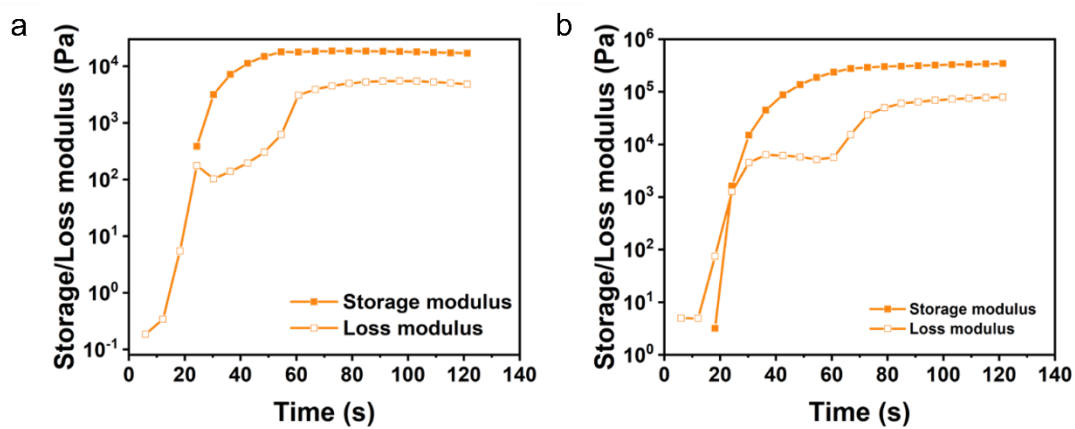 a
Storage/Loss modulus (Pa)
10⁴
10³
10²
10¹
10⁰
10⁻¹
Storage modulus
Loss modulus
0 20 40 60 80 100 120 140
Time (s)
b
Storage/Loss modulus (Pa)
10⁶
10⁵
10⁴
10³
10²
10¹
10⁰
Storage modulus
Loss modulus
0 20 40 60 80 100 120 140
Time (s)